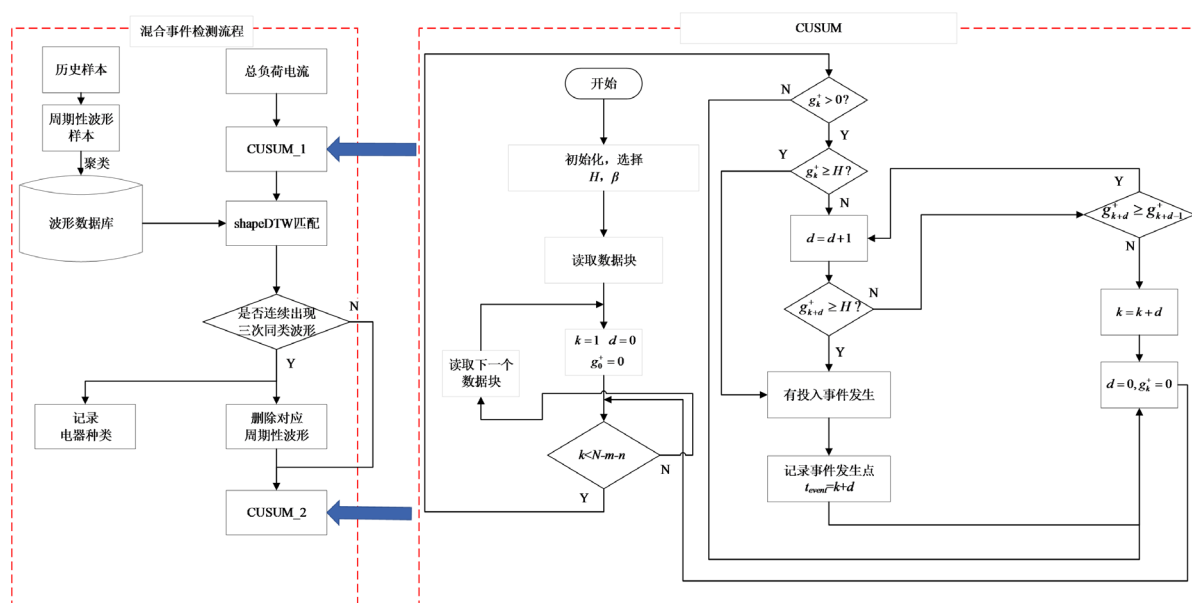 混合事件检测流程
历史样本
周期性波形
样本
聚类
波形数据库
总负荷电流
CUSUM_1
shapeDTW匹配
是否连续出现
三次同类波形
N
Y
记录
电器种类
删除对应
周期性波形
CUSUM_2
CUSUM
开始
初始化，选择
H，β
读取数据块
k=1 d=0
g₀⁺=0
读取下一个
数据块
k<N-m-n
N
Y
N
gₖ⁺>0?
Y
Y
gₖ⁺≥H?
N
d=d+1
g⁺ₖ₊d≥H?
N
Y
有投入事件发生
记录事件发生点
t_event=k+d
Y
g⁺ₖ₊d≥g⁺ₖ₊d₋₁
N
k=k+d
d=0,gₖ⁺=0